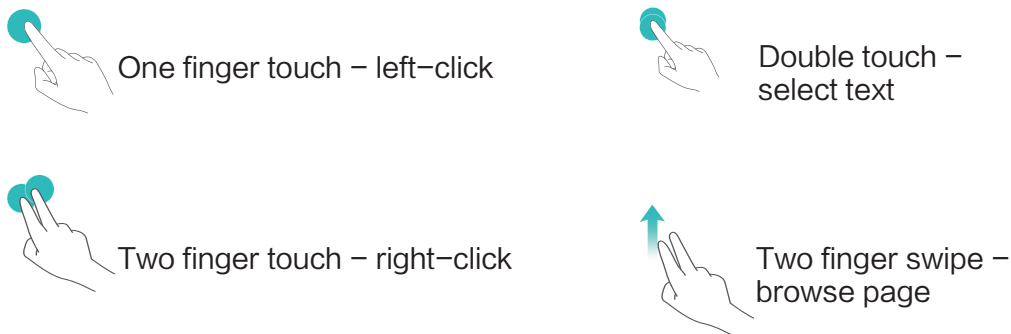 One finger touch – left–click
Double touch –
select text
Two finger touch – right–click
Two finger swipe –
browse page